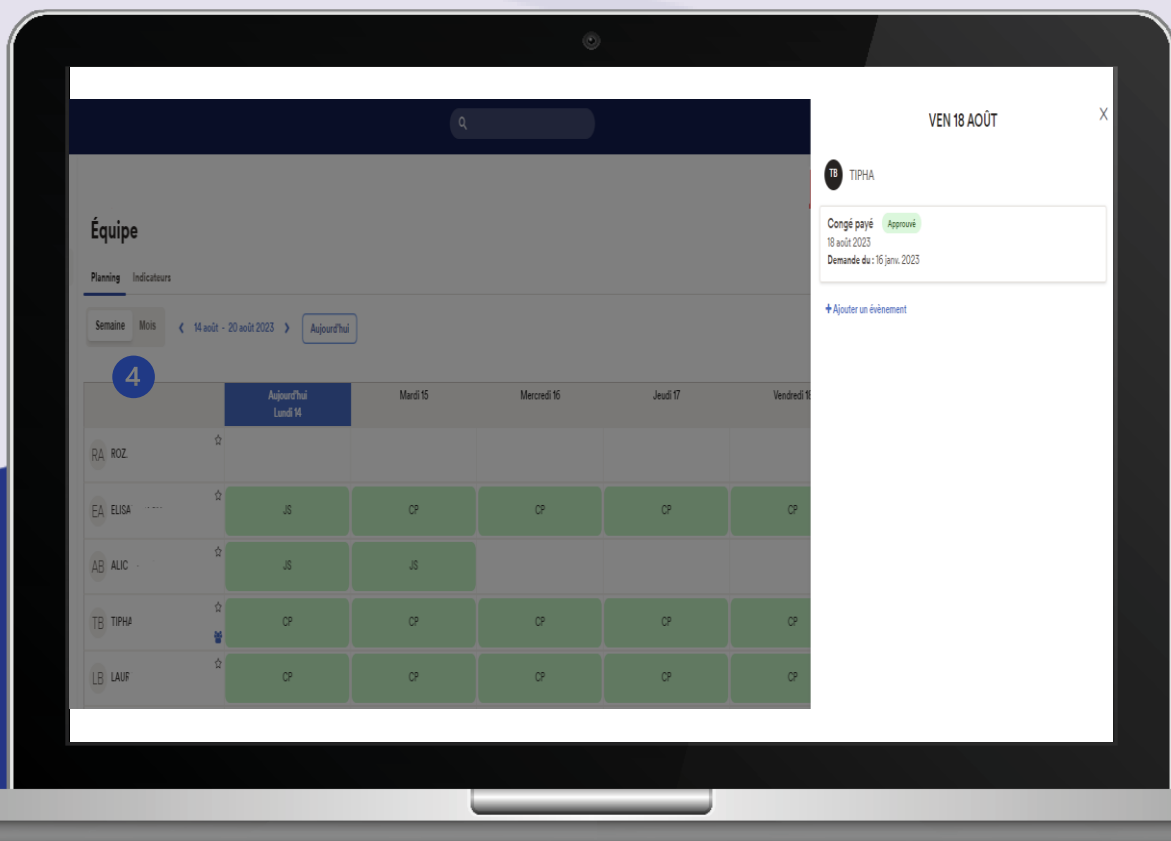 VEN 18 AOÛT
X
TB TIPHA
Congé payé Approuvé
18 août 2023
Demande du : 16 janv. 2023
+ Ajouter un évènement
Équipe
Planning Indicateurs
Semaine Mois < 14 août - 20 août 2023 > Aujourd'hui
4
Aujourd'hui
Lundi 14 Mardi 15 Mercredi 16 Jeudi 17 Vendredi 18
RA ROZ.
EA ELISA JS CP CP CP CP
AB ALIC JS JS
TB TIPHA CP CP CP CP CP
LB LAUR CP CP CP CP CP